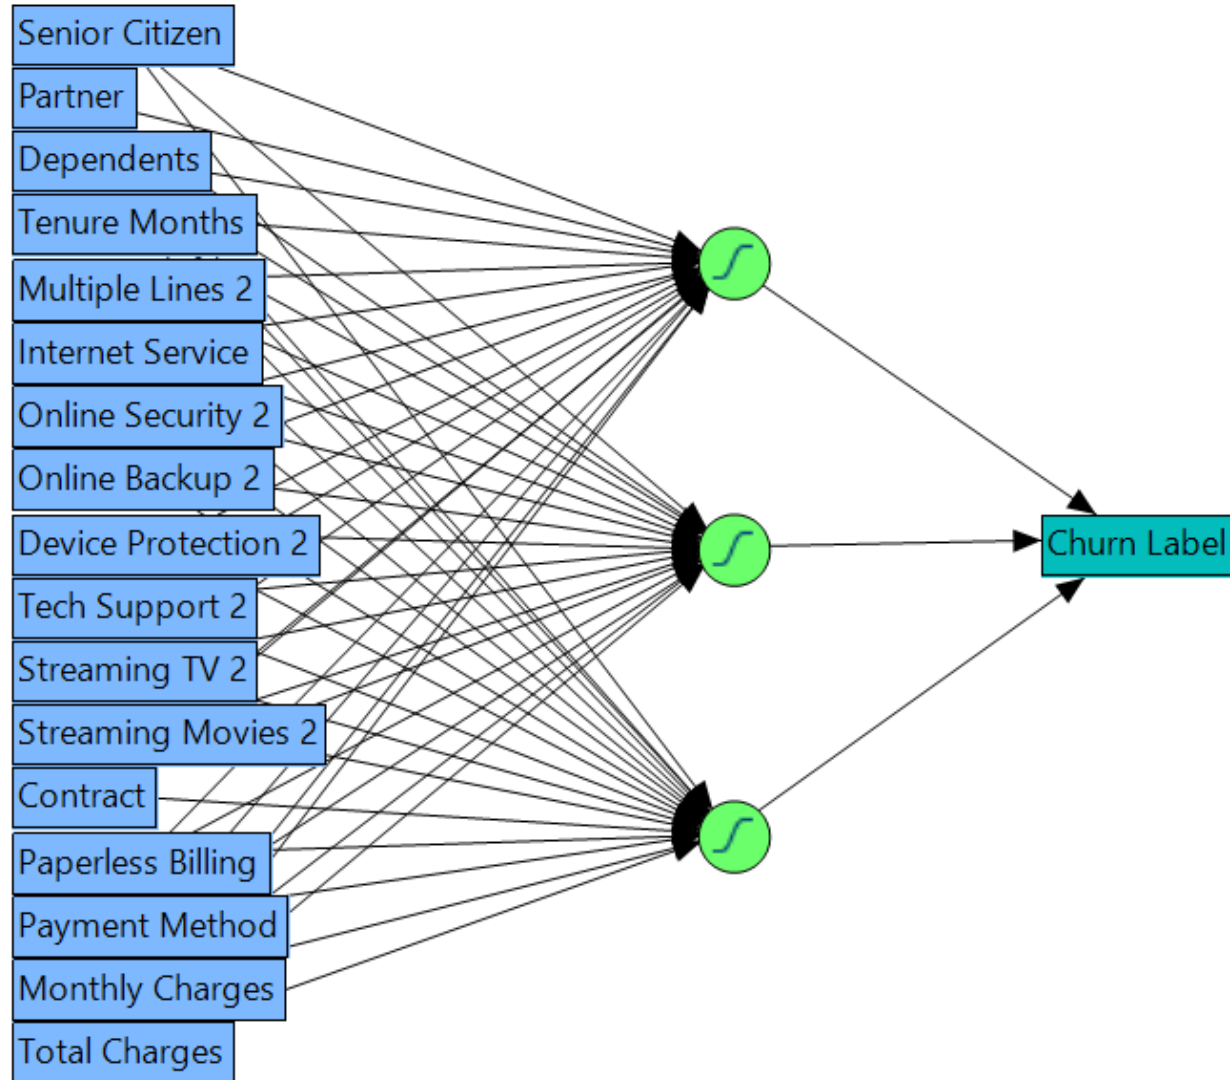 Senior Citizen
Partner
Dependents
Tenure Months
Multiple Lines 2
Internet Service
Online Security 2
Online Backup 2
Device Protection 2
Tech Support 2
Streaming TV 2
Streaming Movies 2
Contract
Paperless Billing
Payment Method
Monthly Charges
Total Charges
Churn Label